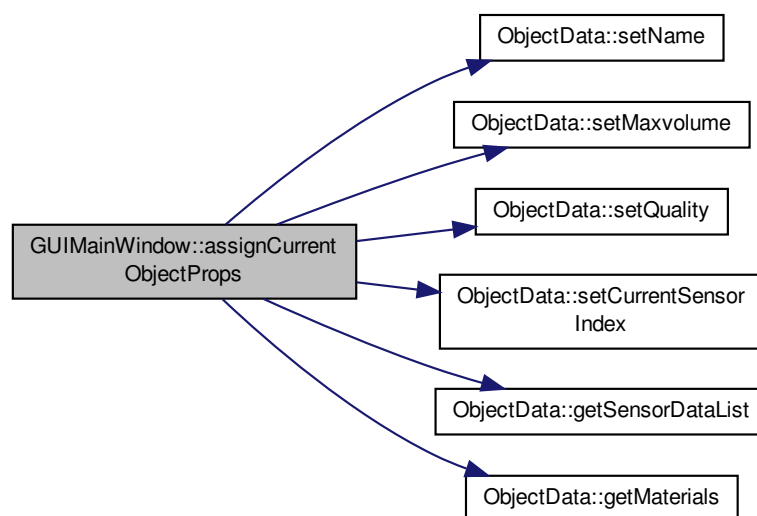 ObjectData::setName
ObjectData::setMaxvolume
ObjectData::setQuality
GUIMainWindow::assignCurrent
ObjectProps
ObjectData::setCurrentSensor
Index
ObjectData::getSensorDataList
ObjectData::getMaterials